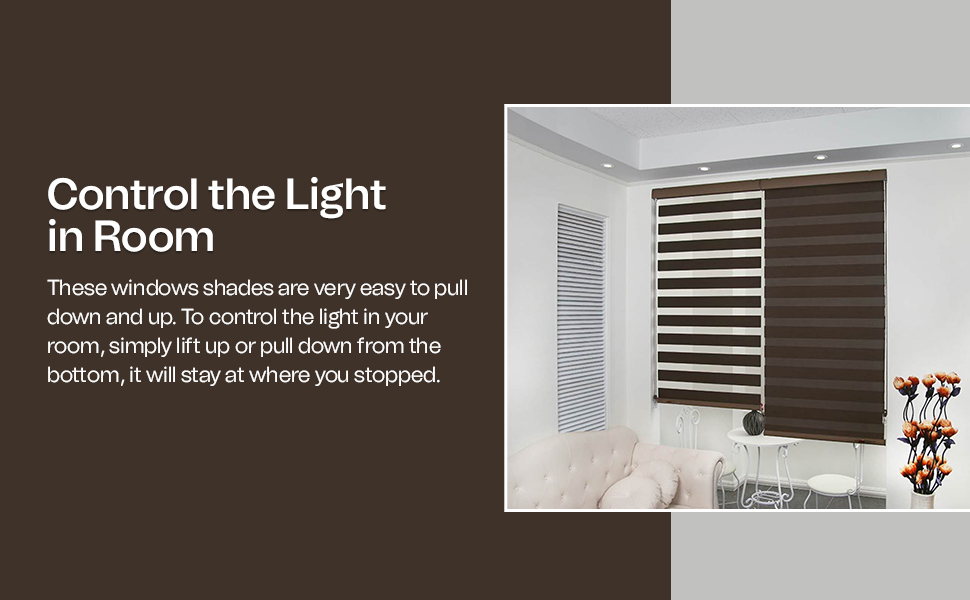 Control the Light
in Room
These windows shades are very easy to pull
down and up. To control the light in your
room, simply lift up or pull down from the
bottom, it will stay at where you stopped.